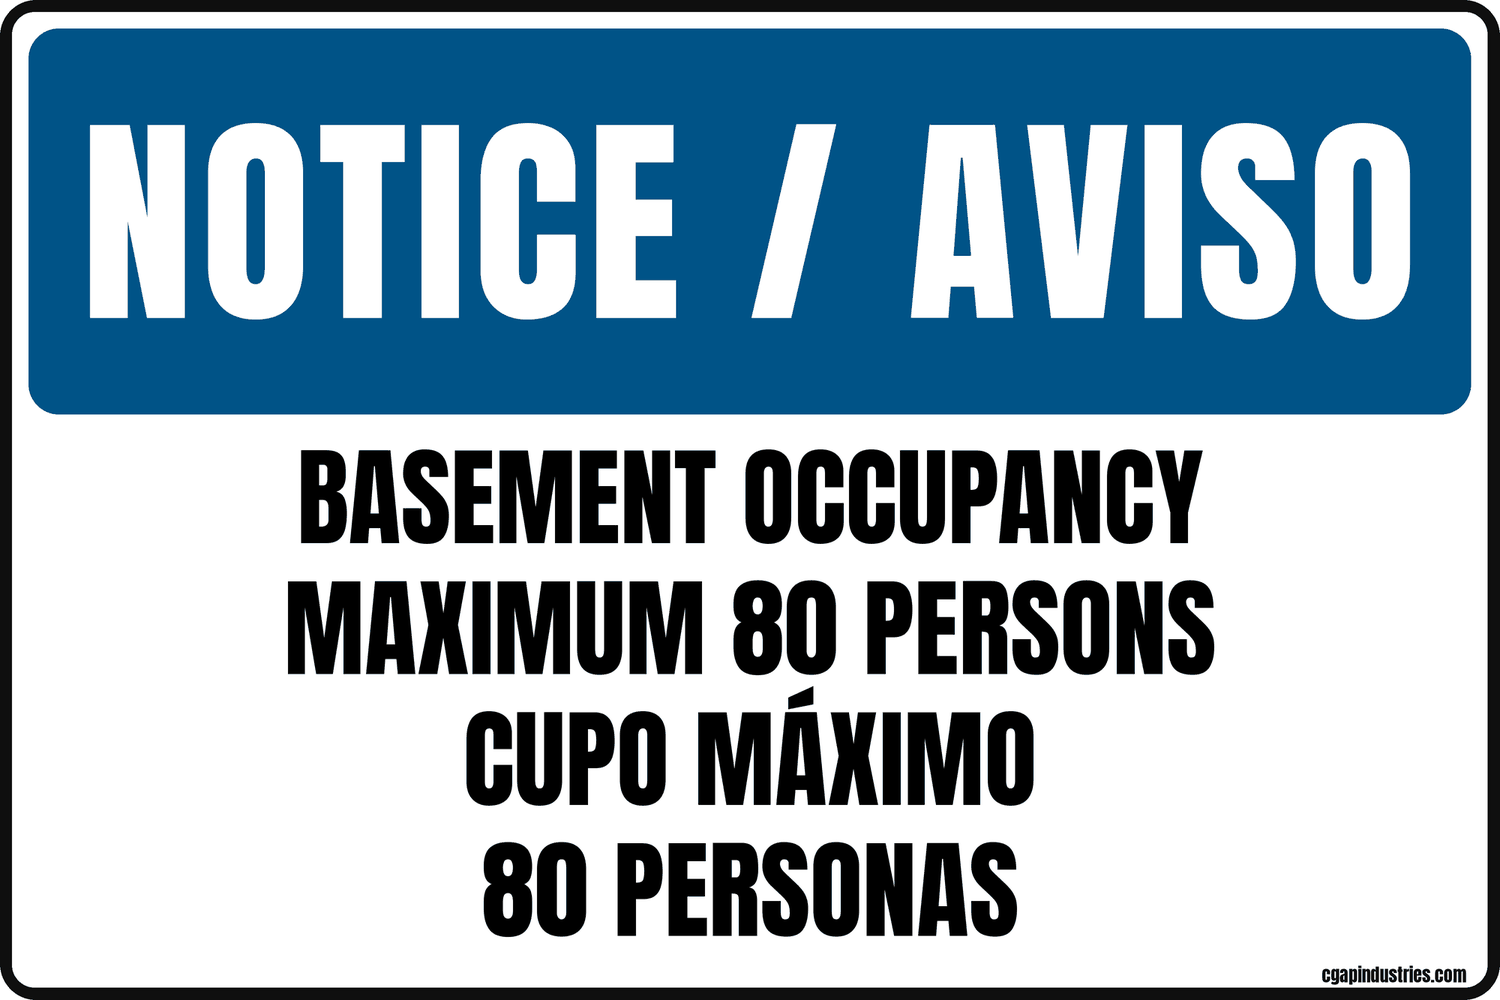 NOTICE / AVISO
BASEMENT OCCUPANCY
MAXIMUM 80 PERSONS
CUPO MÁXIMO
80 PERSONAS
cgapindustries.com